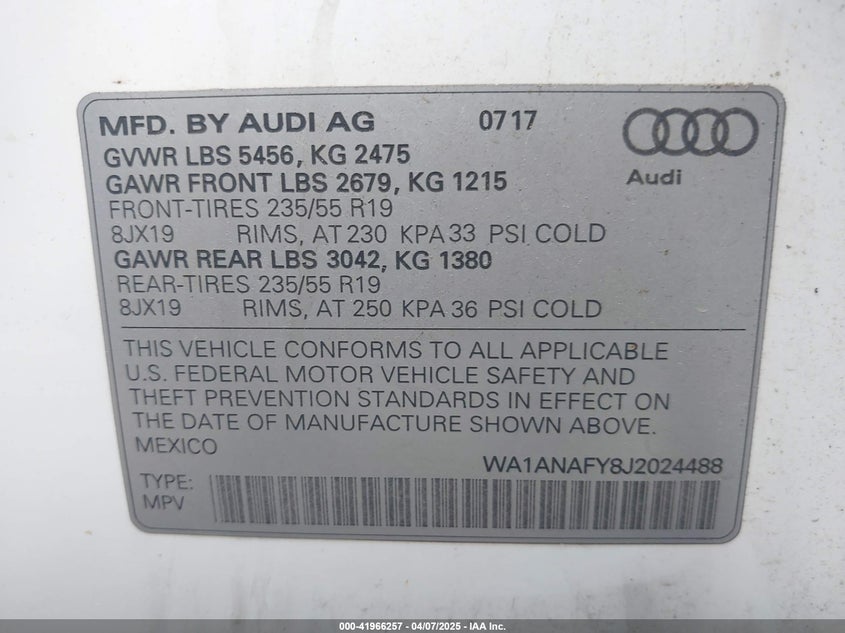 MFD. BY AUDI AG 0717
Audi
GVWR LBS 5456, KG 2475
GAWR FRONT LBS 2679, KG 1215
FRONT-TIRES 235/55 R19
8JX19 RIMS, AT 230 KPA 33 PSI COLD
GAWR REAR LBS 3042, KG 1380
REAR-TIRES 235/55 R19
8JX19 RIMS, AT 250 KPA 36 PSI COLD
THIS VEHICLE CONFORMS TO ALL APPLICABLE
U.S. FEDERAL MOTOR VEHICLE SAFETY AND
THEFT PREVENTION STANDARDS IN EFFECT ON
THE DATE OF MANUFACTURE SHOWN ABOVE.
MEXICO
WA1ANAFY8J2024488
TYPE:
MPV
000-41966257 - 04/07/2025 - IAA Inc.